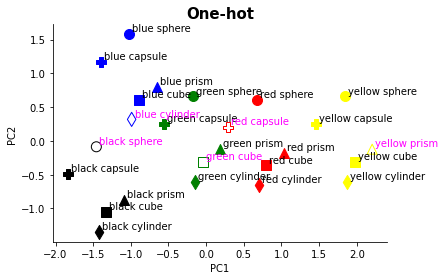 One-hot
blue sphere
blue capsule
blue prism
blue cube
green sphere
red sphere
yellow sphere
blue cylinder
green capsule
red capsule
yellow capsule
black sphere
green prism
red prism
yellow prism
green cube
red cube
yellow cube
black capsule
green cylinder
red cylinder
yellow cylinder
black prism
black cube
black cylinder
PC2
1.5
1.0
0.5
0.0
−0.5
−1.0
−2.0 −1.5 −1.0 −0.5 0.0 0.5 1.0 1.5 2.0
PC1